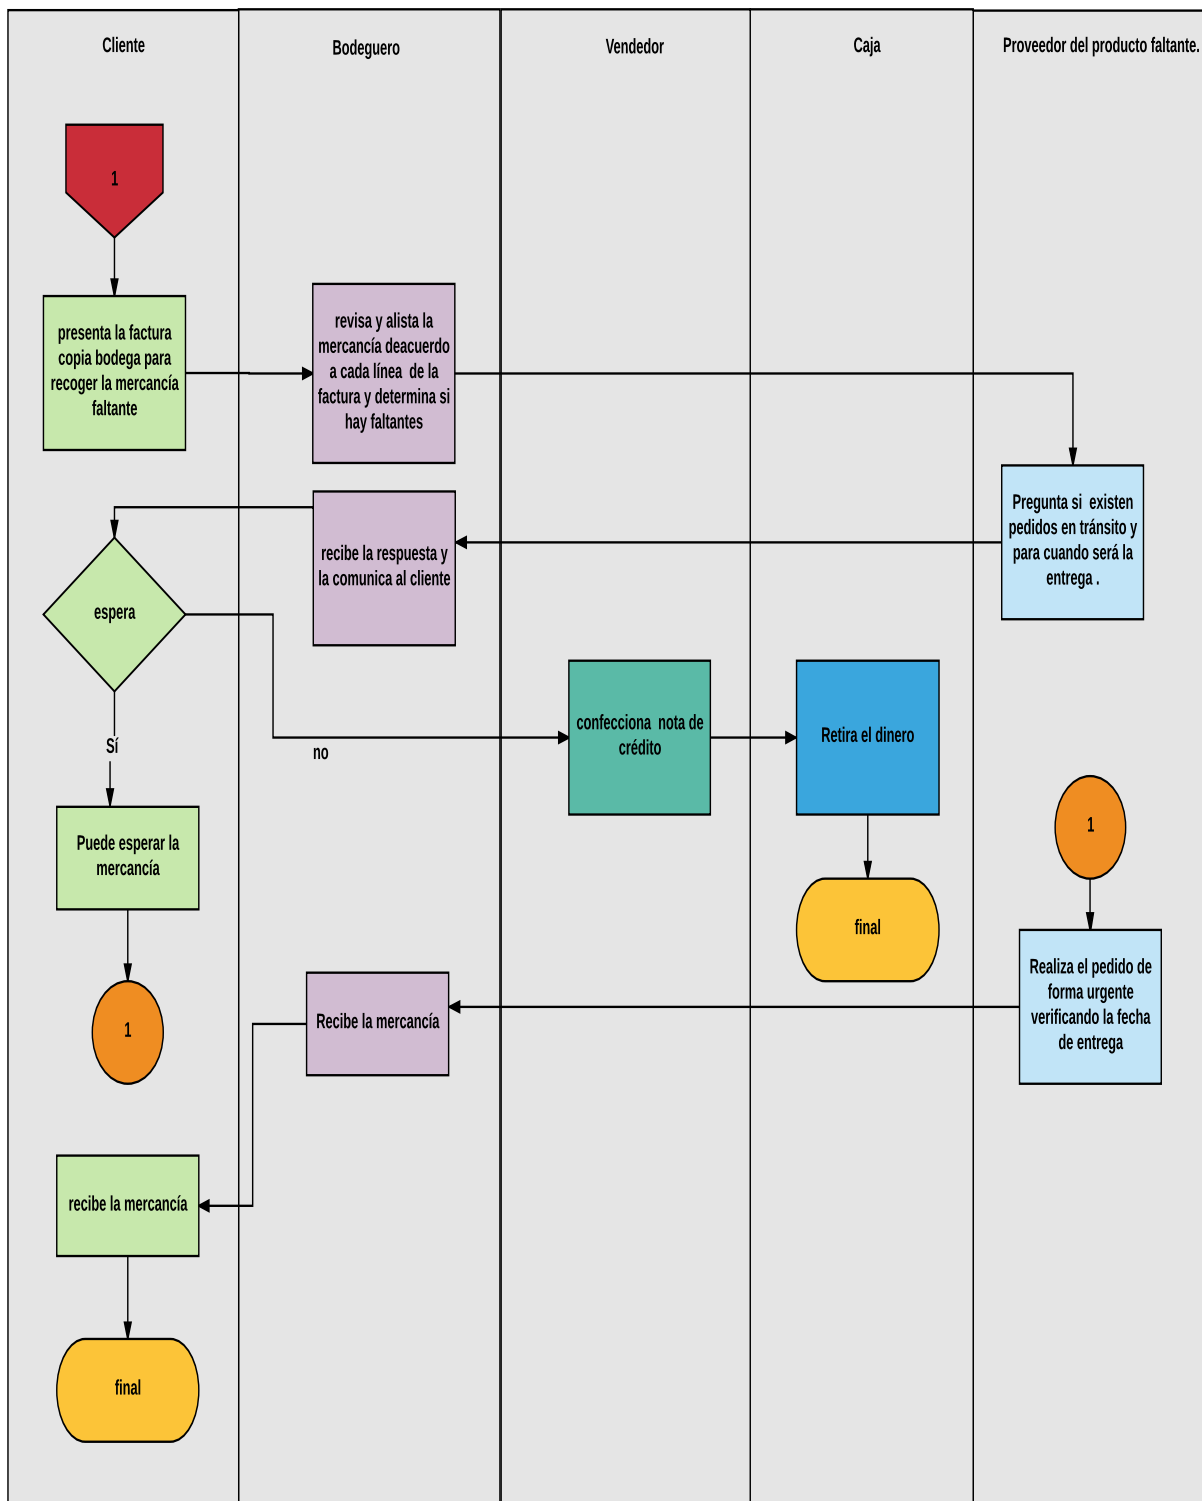 Cliente
Bodeguero
Vendedor
Caja
Proveedor del producto faltante.
1
presenta la factura
copia bodega para
recoger la mercancía
faltante
revisa y alista la
mercancía deacuerdo
a cada línea  de la
factura y determina si
hay faltantes
Pregunta si  existen
pedidos en tránsito y
para cuando será la
entrega .
recibe la respuesta y
la comunica al cliente
espera
Sí
no
confecciona  nota de
crédito
Retira el dinero
final
Puede esperar la
mercancía
1
1
Realiza el pedido de
forma urgente
verificando la fecha
de entrega
Recibe la mercancía
recibe la mercancía
final